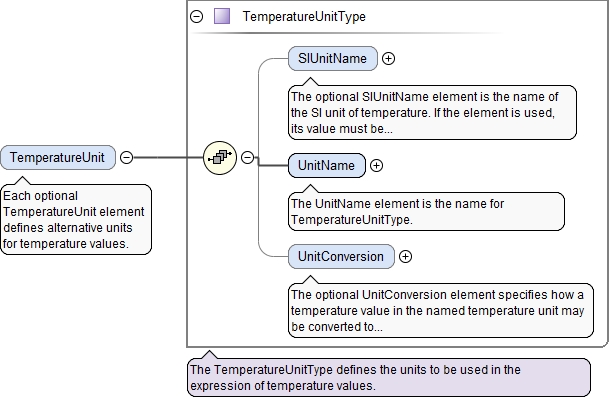 TemperatureUnitType
SIUnitName
The optional SIUnitName element is the name of
the SI unit of temperature. If the element is used,
its value must be...
TemperatureUnit
Each optional
TemperatureUnit element
defines alternative units
for temperature values.
UnitName
The UnitName element is the name for
TemperatureUnitType.
UnitConversion
The optional UnitConversion element specifies how a
temperature value in the named temperature unit may
be converted to...
The TemperatureUnitType defines the units to be used in the
expression of temperature values.